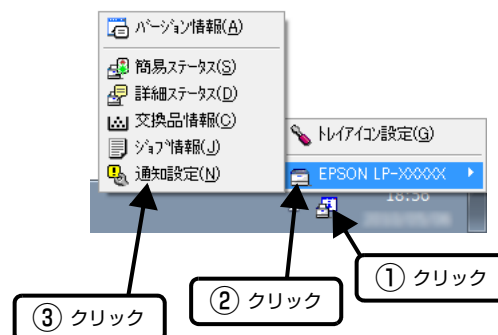 バージョン情報(A)
簡易ステータス(S)
詳細ステータス(D)
交換品情報(C)
ジョブ情報(J)
通知設定(N)
トレイアイコン設定(G)
EPSON LP-XXXXX
18:56
① クリック
② クリック
③ クリック